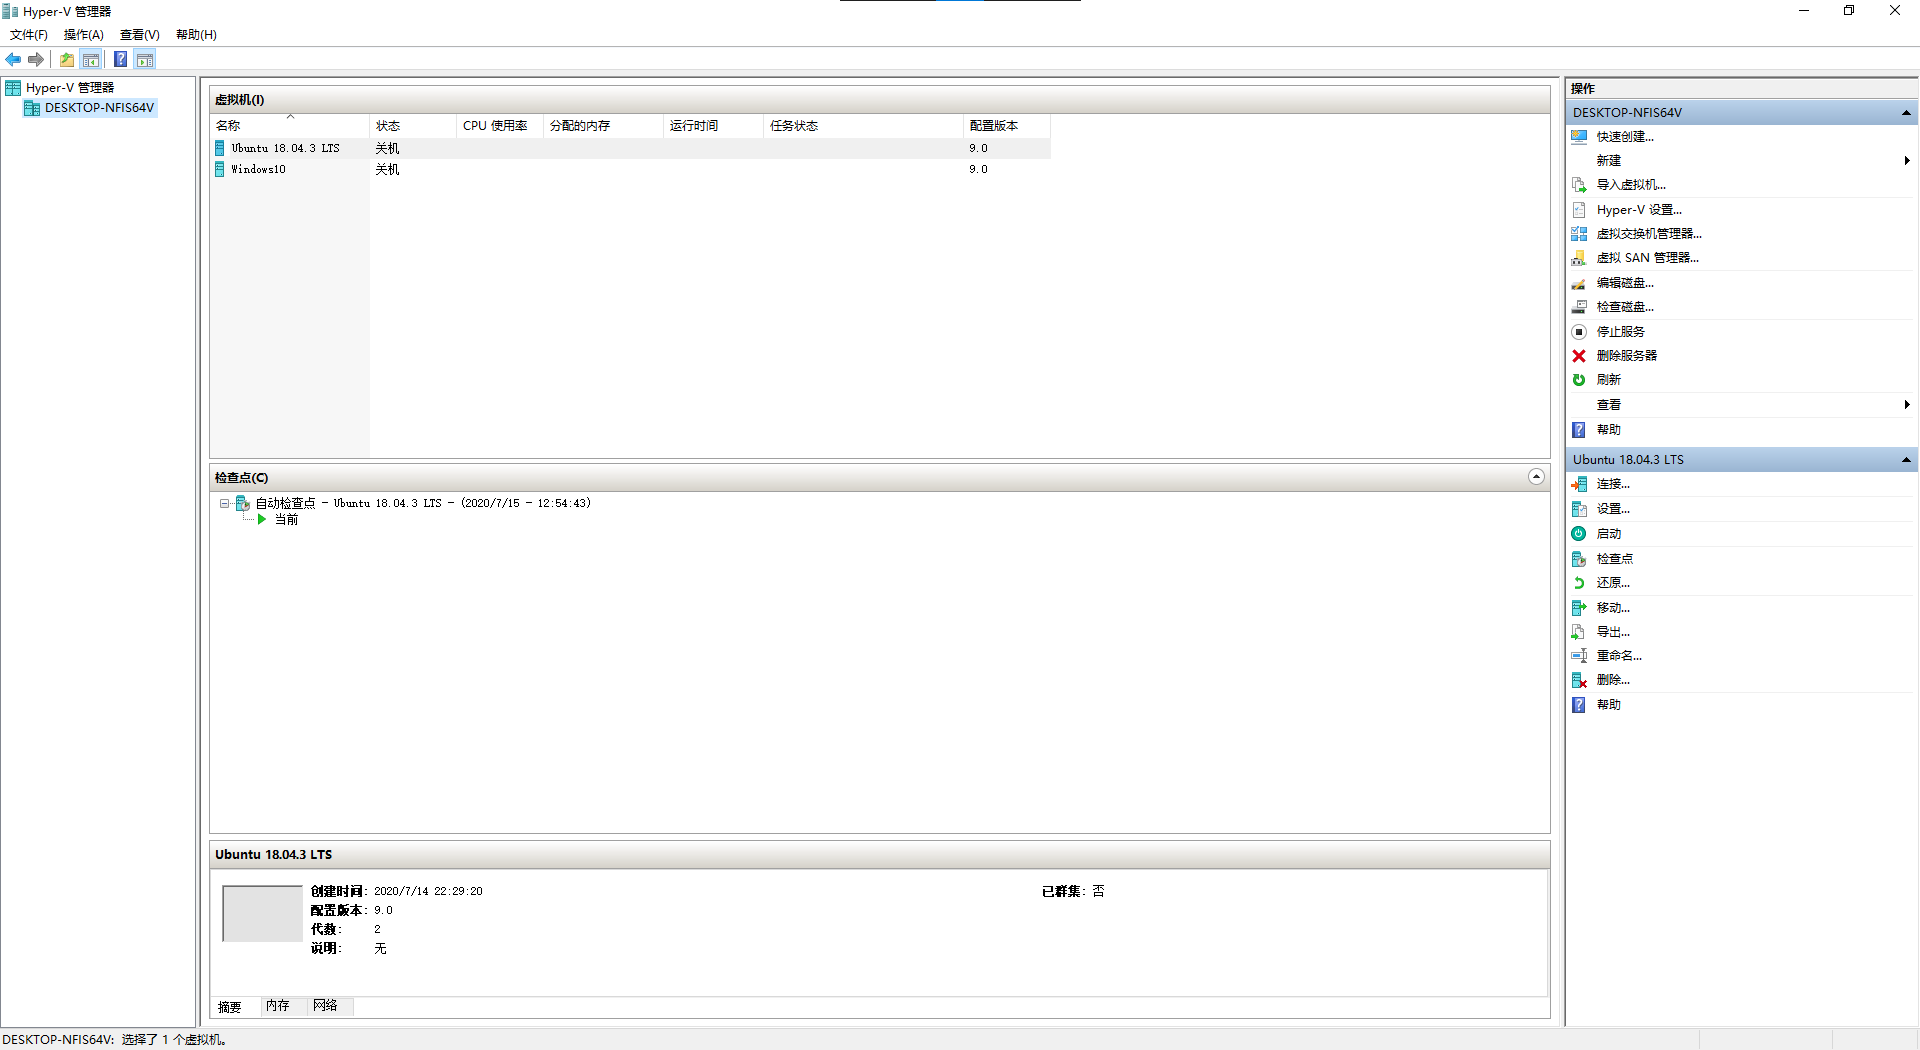 Hyper-V 管理器
文件(F) 操作(A) 查看(V) 帮助(H)
Hyper-V 管理器
DESKTOP-NFIS64V
虚拟机(I)
名称 状态 CPU 使用率 分配的内存 运行时间 任务状态 配置版本
Ubuntu 18.04.3 LTS 关机 9.0
Windows10 关机 9.0
检查点(C)
自动检查点 - Ubuntu 18.04.3 LTS - (2020/7/15 - 12:54:43)
当前
Ubuntu 18.04.3 LTS
创建时间: 2020/7/14 22:29:20 已群集: 否
配置版本: 9.0
代数: 2
说明: 无
摘要 内存 网络
操作
DESKTOP-NFIS64V
快速创建...
新建
导入虚拟机...
Hyper-V 设置...
虚拟交换机管理器...
虚拟 SAN 管理器...
编辑磁盘...
检查磁盘...
停止服务
删除服务器
刷新
查看
帮助
Ubuntu 18.04.3 LTS
连接...
设置...
启动
检查点
还原...
移动...
导出...
重命名...
删除...
帮助
DESKTOP-NFIS64V: 选择了 1 个虚拟机。